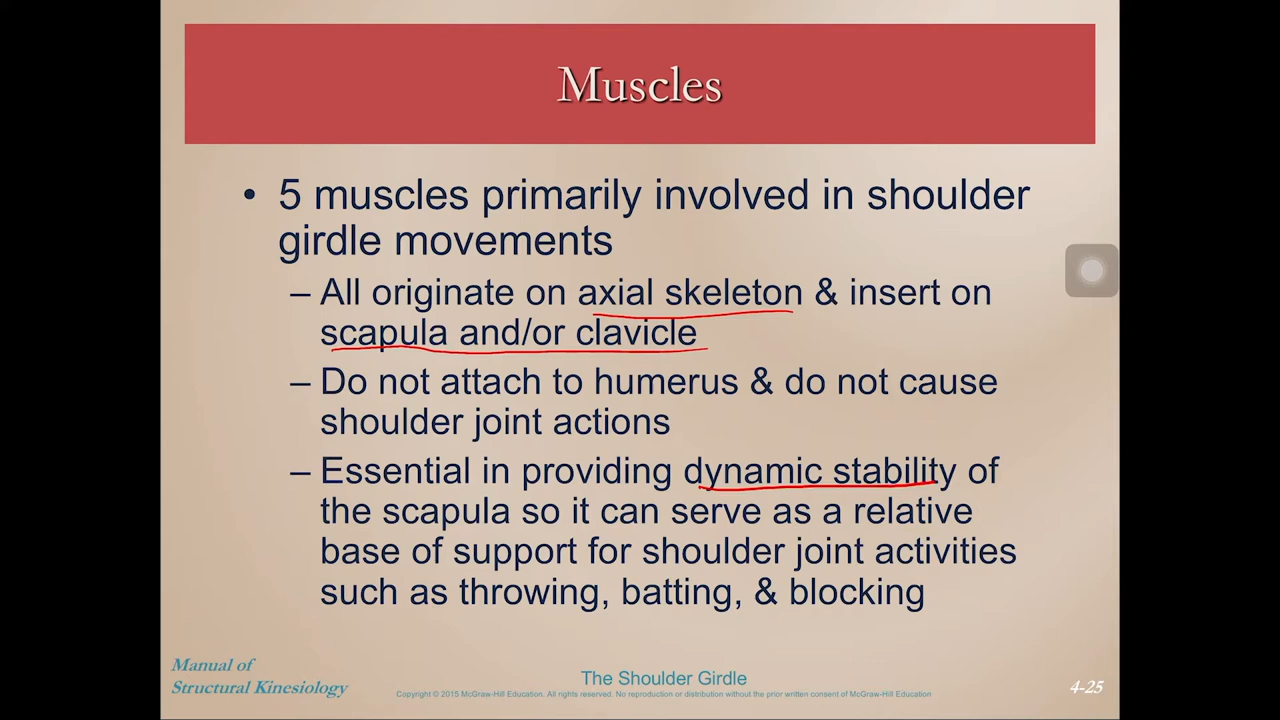 Muscles
• 5 muscles primarily involved in shoulder
girdle movements
– All originate on axial skeleton & insert on
scapula and/or clavicle
– Do not attach to humerus & do not cause
shoulder joint actions
– Essential in providing dynamic stability of
the scapula so it can serve as a relative
base of support for shoulder joint activities
such as throwing, batting, & blocking
Manual of
Structural Kinesiology
The Shoulder Girdle
Copyright © 2015 McGraw-Hill Education. All rights reserved. No reproduction or distribution without the prior written consent of McGraw-Hill Education
4-25